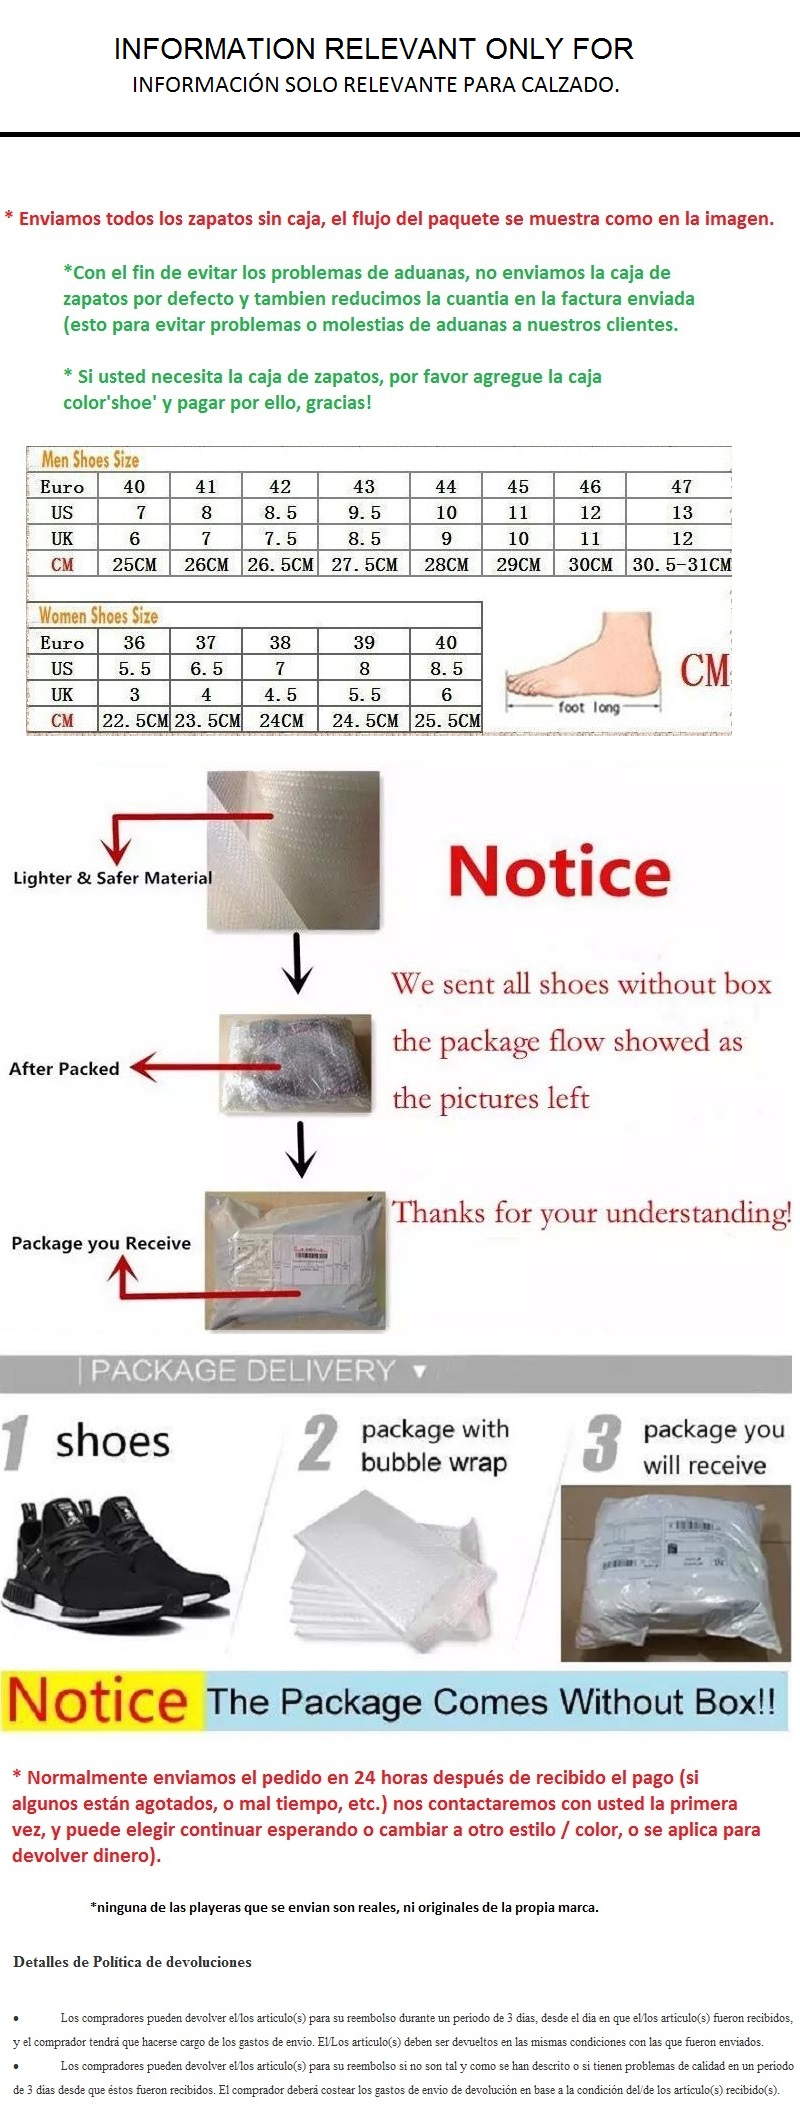 INFORMATION RELEVANT ONLY FOR
INFORMACIÓN SOLO RELEVANTE PARA CALZADO.
* Enviamos todos los zapatos sin caja, el flujo del paquete se muestra como en la imagen.
*Con el fin de evitar los problemas de aduanas, no enviamos la caja de
zapatos por defecto y tambien reducimos la cuantia en la factura enviada
(esto para evitar problemas o molestias de aduanas a nuestros clientes.
* Si usted necesita la caja de zapatos, por favor agregue la caja
color'shoe' y pagar por ello, gracias!
Men Shoes Size
Euro 40 41 42 43 44 45 46 47
US 7 8 8.5 9.5 10 11 12 13
UK 6 7 7.5 8.5 9 10 11 12
CM 25CM 26CM 26.5CM 27.5CM 28CM 29CM 30CM 30.5-31CM
Women Shoes Size
Euro 36 37 38 39 40
US 5.5 6.5 7 8 8.5
UK 3 4 4.5 5.5 6
CM 22.5CM 23.5CM 24CM 24.5CM 25.5CM
CM
foot long
Lighter & Safer Material
Notice
We sent all shoes without box
the package flow showed as
the pictures left
After Packed
Thanks for your understanding!
Package you Receive
PACKAGE DELIVERY
1 shoes
2 package with
bubble wrap
3 package you
will receive
Notice The Package Comes Without Box!!
* Normalmente enviamos el pedido en 24 horas después de recibido el pago (si
algunos están agotados, o mal tiempo, etc.) nos contactaremos con usted la primera
vez, y puede elegir continuar esperando o cambiar a otro estilo / color, o se aplica para
devolver dinero).
*ninguna de las playeras que se envian son reales, ni originales de la propia marca.
Detalles de Política de devoluciones
• Los compradores pueden devolver el/los articulo(s) para su reembolso durante un periodo de 3 dias, desde el dia en que el/los articulo(s) fueron recibidos,
y el comprador tendrá que hacerse cargo de los gastos de envio. El/Los articulo(s) deben ser devueltos en las mismas condiciones con las que fueron enviados.
• Los compradores pueden devolver el/los articulo(s) para su reembolso si no son tal y como se han descrito o si tienen problemas de calidad en un periodo
de 3 dias desde que éstos fueron recibidos. El comprador deberá costear los gastos de envio de devolución en base a la condición del/de los articulo(s) recibido(s).